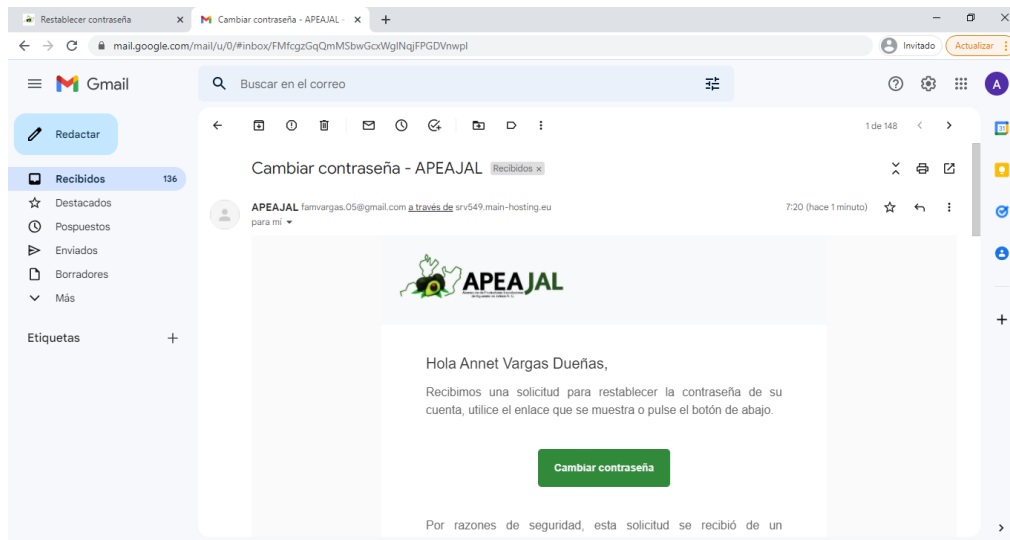 Restablecer contraseña
Cambiar contraseña - APEAJAL -
mail.google.com/mail/u/0/#inbox/FMfcgzGqQmMSbwGcxWgINqjFPGDVnwpl
Invitado
Actualizar
Gmail
Buscar en el correo
A
Redactar
1 de 148
31
Recibidos 136
Destacados
Pospuestos
Enviados
Borradores
Más
Etiquetas
Cambiar contraseña - APEAJAL Recibidos x
APEAJAL famvargas.05@gmail.com a través de srv549.main-hosting.eu
7:20 (hace 1 minuto)
para mí
APEAJAL
Hola Annet Vargas Dueñas,
Recibimos una solicitud para restablecer la contraseña de su
cuenta, utilice el enlace que se muestra o pulse el botón de abajo.
Cambiar contraseña
Por razones de seguridad, esta solicitud se recibió de un